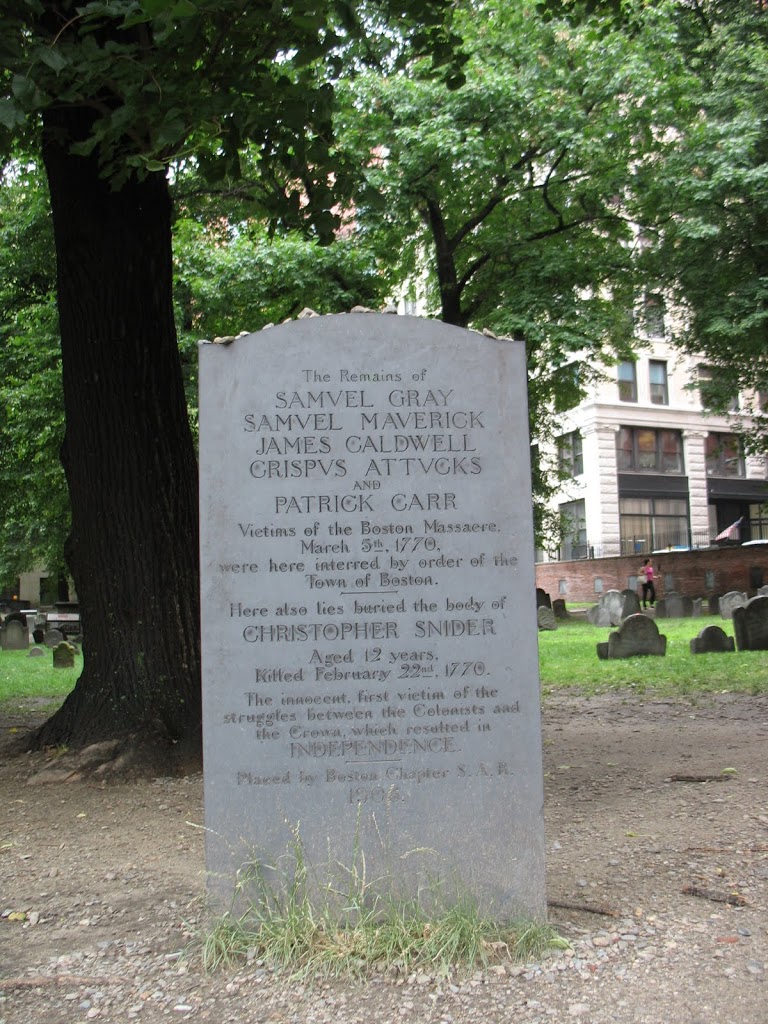 The Remains of
SAMVEL GRAY
SAMVEL MAVERICK
JAMES CALDWELL
CRISPVS ATTVCKS
AND
PATRICK CARR
Victims of the Boston Massacre,
March 5th, 1770,
were here interred by order of the
Town of Boston.
Here also lies buried the body of
CHRISTOPHER SNIDER
Aged 12 years,
Killed February 22nd, 1770.
The innocent, first victim of the
struggles between the Colonists and
the Crown, which resulted in
INDEPENDENCE.
Placed by Boston Chapter S.A.R.
1906.